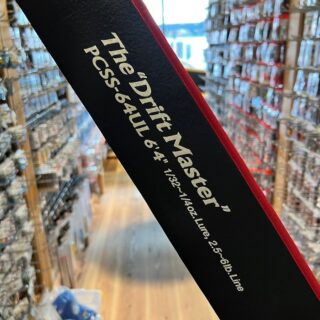 The 'Drift Master"
PCSS-64UL 6'4" 1/32~1/4oz.Lure, 2.5~6lb.Line